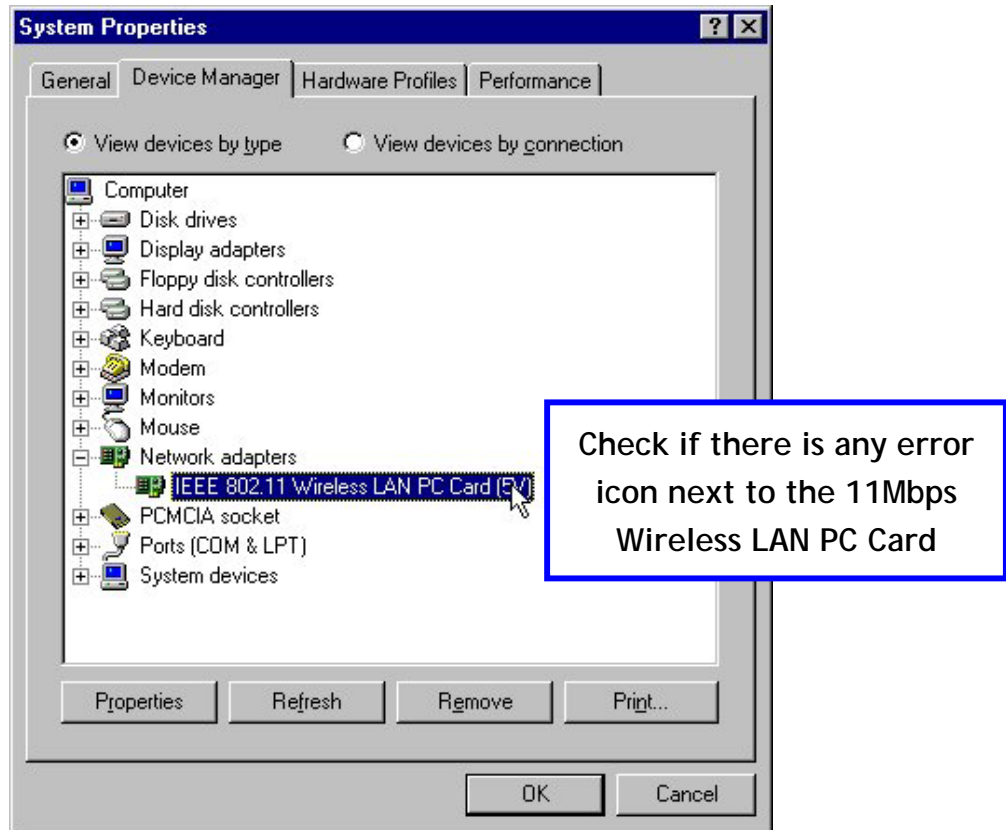 System Properties
General Device Manager Hardware Profiles Performance
View devices by type View devices by connection
Computer
Disk drives
Display adapters
Floppy disk controllers
Hard disk controllers
Keyboard
Modem
Monitors
Mouse
Network adapters
IEEE 802.11 Wireless LAN PC Card (5V)
PCMCIA socket
Ports (COM & LPT)
System devices
Check if there is any error
icon next to the 11Mbps
Wireless LAN PC Card
Properties Refresh Remove Print...
OK Cancel